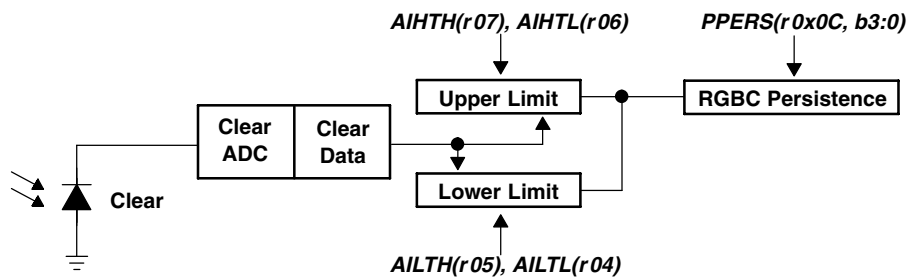 AIHTH(r07), AIHTL(r06)
PPERS(r0x0C, b3:0)
Upper Limit
RGBC Persistence
Clear
ADC
Clear
Data
Clear
Lower Limit
AILTH(r05), AILTL(r04)